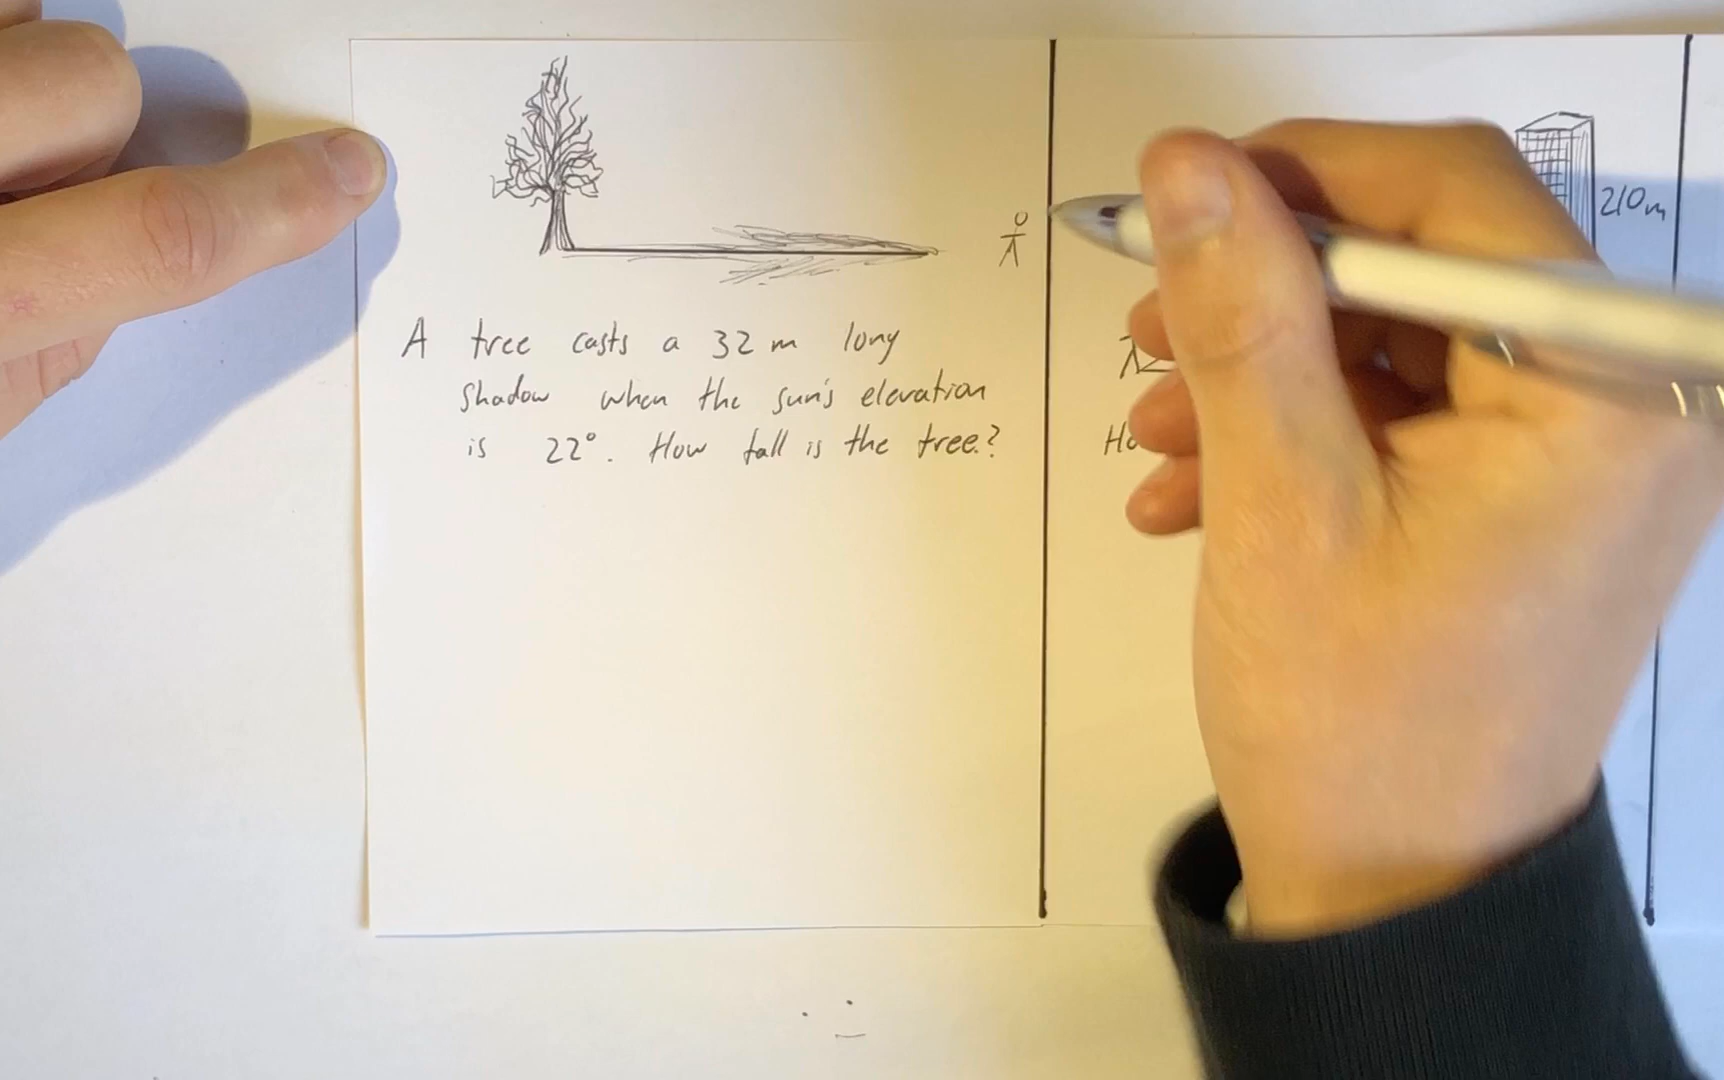 A tree casts a 32 m long
shadow when the sun's elevation
is 22°. How tall is the tree?
210m